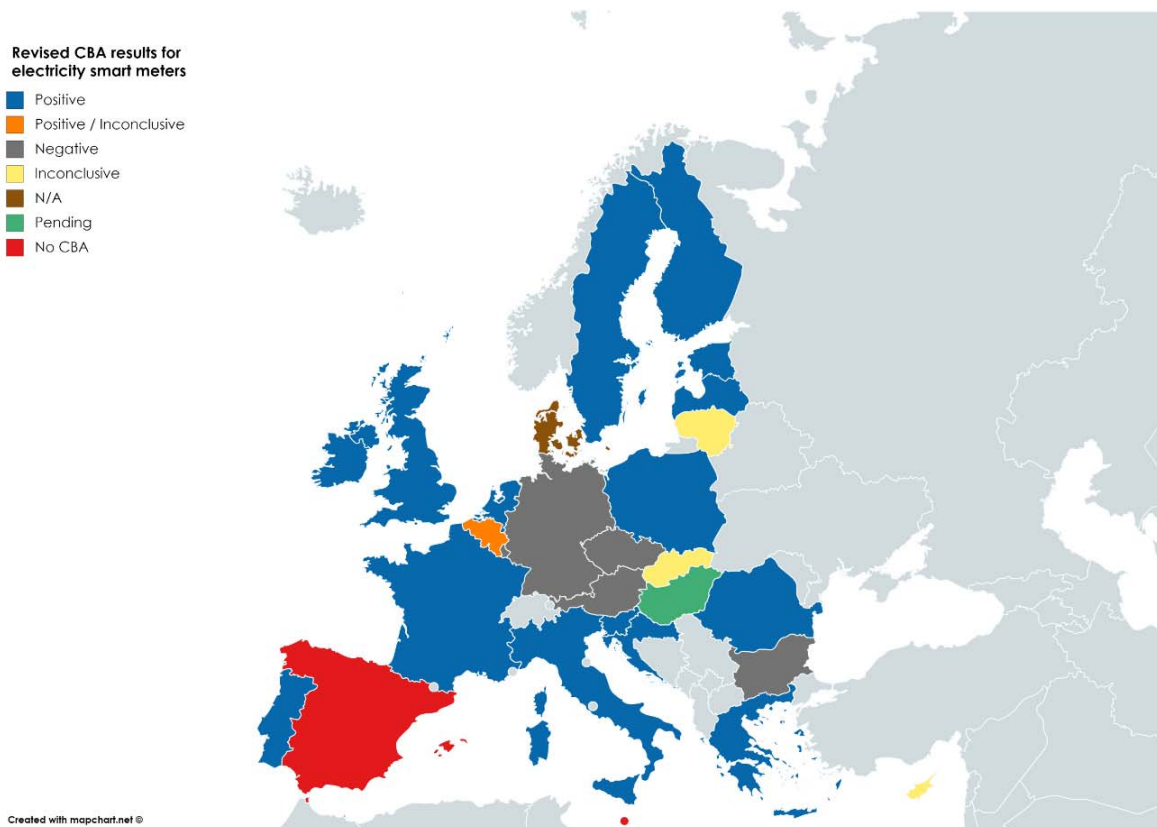 Revised CBA results for
electricity smart meters
Positive
Positive / Inconclusive
Negative
Inconclusive
N/A
Pending
No CBA
Created with mapchart.net ©